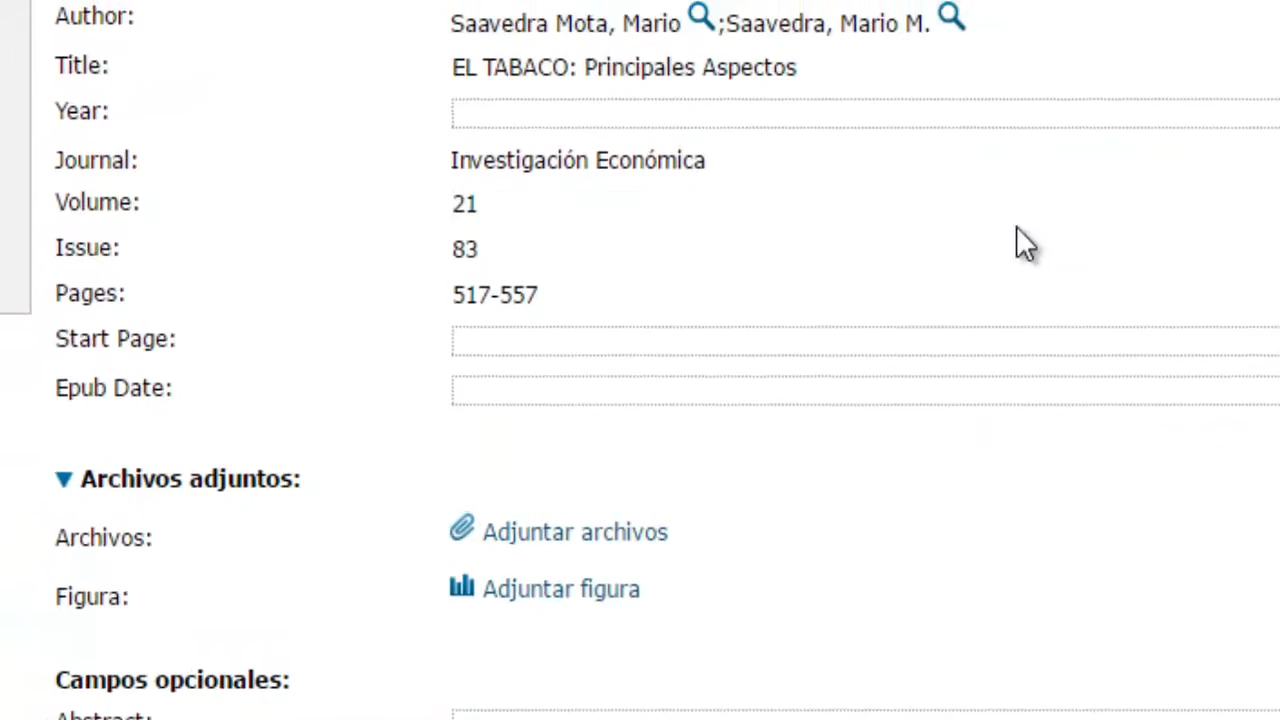 Author: Saavedra Mota, Mario ;Saavedra, Mario M.
Title: EL TABACO: Principales Aspectos
Year:
Journal: Investigación Económica
Volume: 21
Issue: 83
Pages: 517-557
Start Page:
Epub Date:
Archivos adjuntos:
Archivos: Adjuntar archivos
Figura: Adjuntar figura
Campos opcionales:
Abstract: